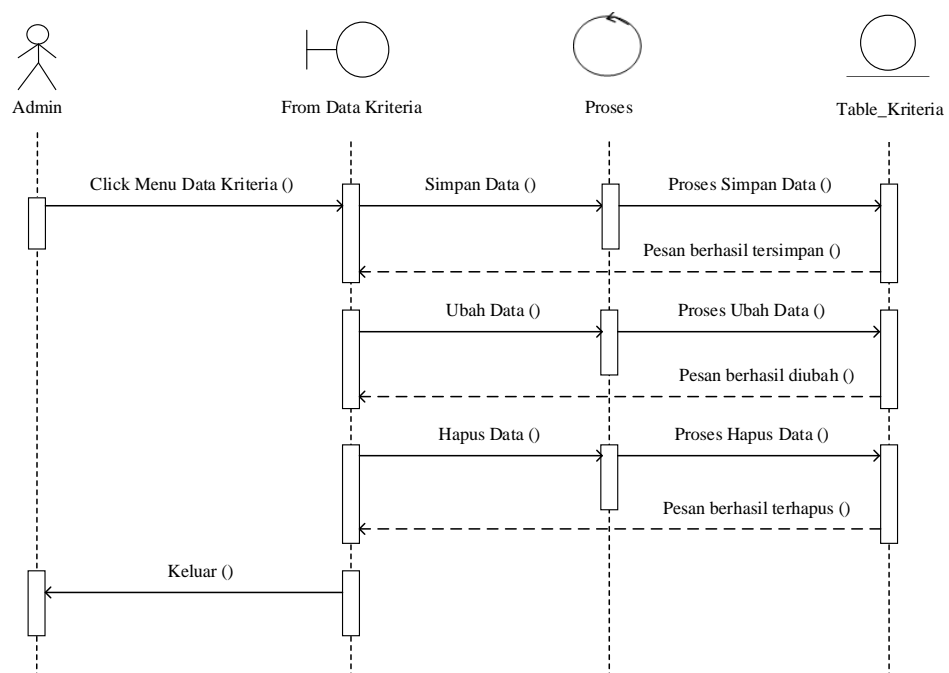 Admin
From Data Kriteria
Proses
Table_Kriteria
Click Menu Data Kriteria ()
Simpan Data ()
Proses Simpan Data ()
Pesan berhasil tersimpan ()
Ubah Data ()
Proses Ubah Data ()
Pesan berhasil diubah ()
Hapus Data ()
Proses Hapus Data ()
Pesan berhasil terhapus ()
Keluar ()